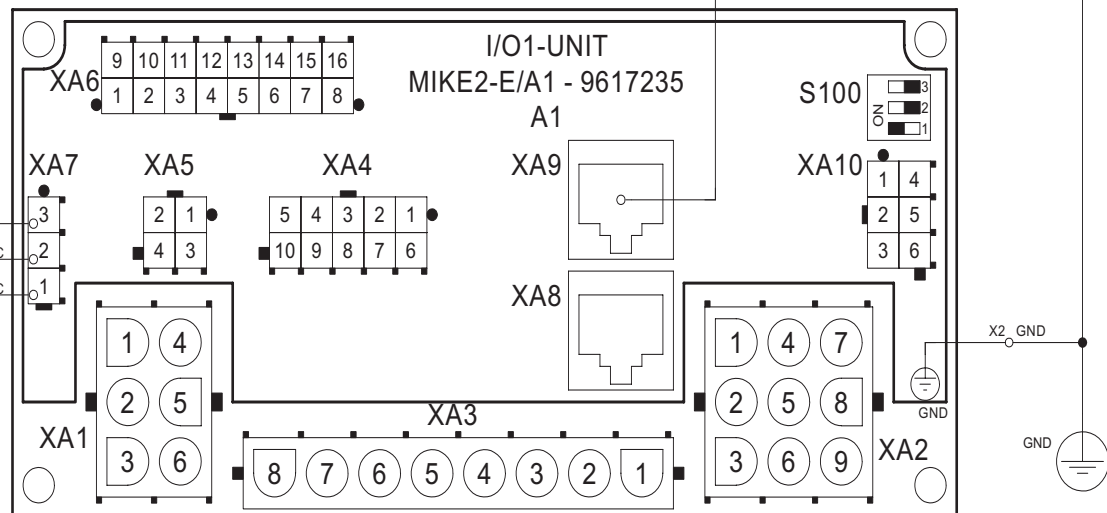 I/O1-UNIT
MIKE2-E/A1 - 9617235
A1
XA6
9 10 11 12 13 14 15 16
1 2 3 4 5 6 7 8
S100
ON
3
2
1
XA7
3
2
1
C
C
XA5
2 1
4 3
XA4
5 4 3 2 1
10 9 8 7 6
XA9
XA8
XA10
1 4
2 5
3 6
X2 GND
GND
GND
XA1
1 4
2 5
3 6
XA3
8 7 6 5 4 3 2 1
XA2
1 4 7
2 5 8
3 6 9